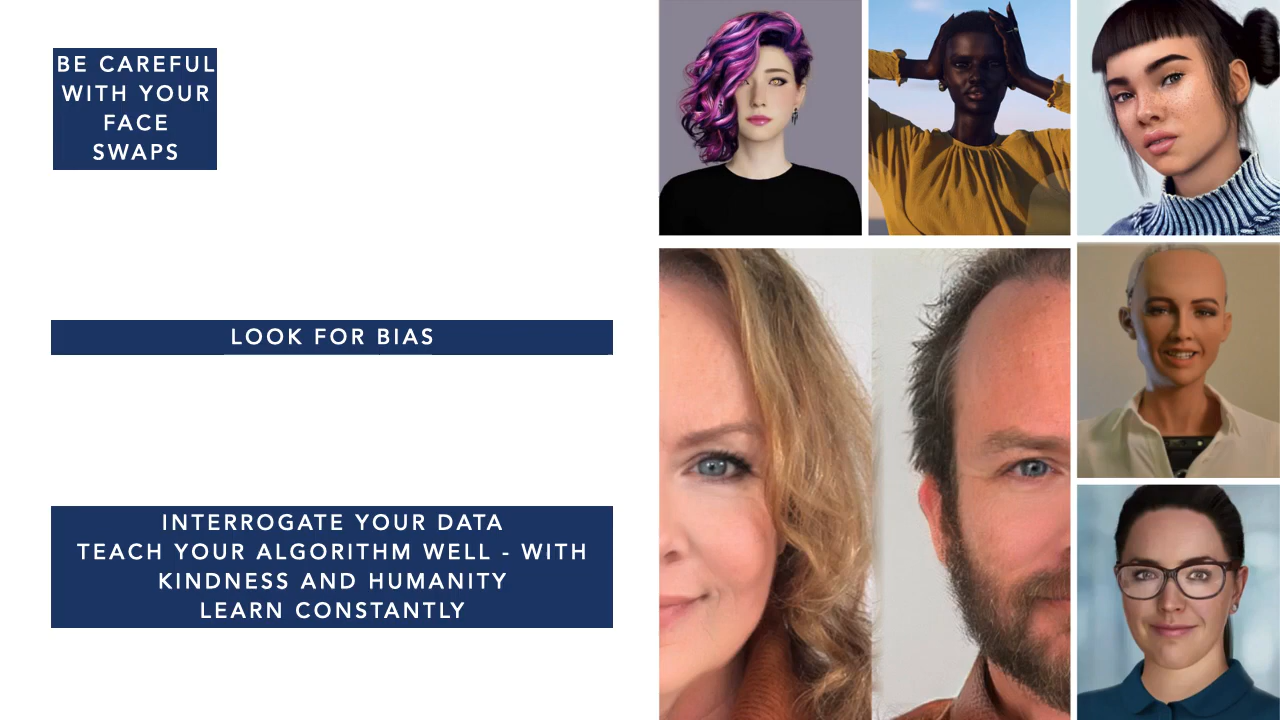 BE CAREFUL
WITH YOUR
FACE
SWAPS
LOOK FOR BIAS
INTERROGATE YOUR DATA
TEACH YOUR ALGORITHM WELL - WITH
KINDNESS AND HUMANITY
LEARN CONSTANTLY